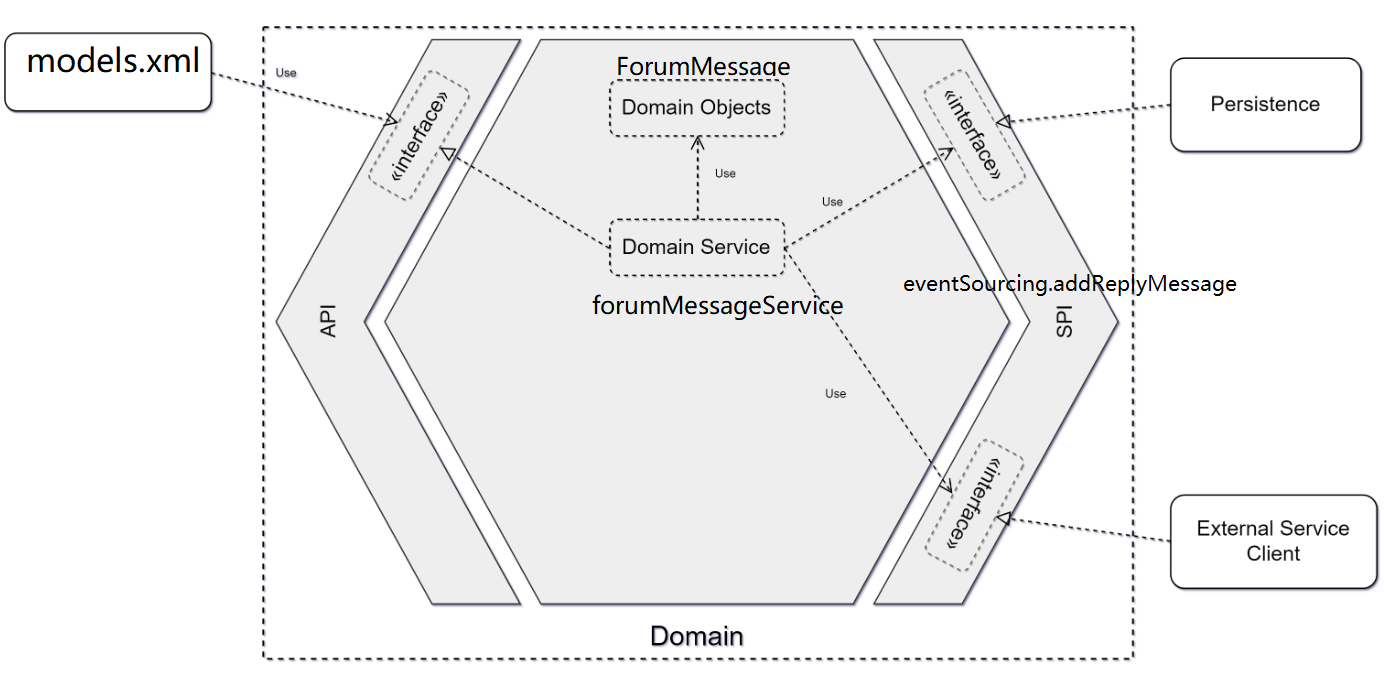 models.xml
Use
«interface»
API
ForumMessage
Domain Objects
Use
Domain Service
forumMessageService
Use
Use
«interface»
eventSourcing.addReplyMessage
SPI
«interface»
Persistence
External Service
Client
Domain